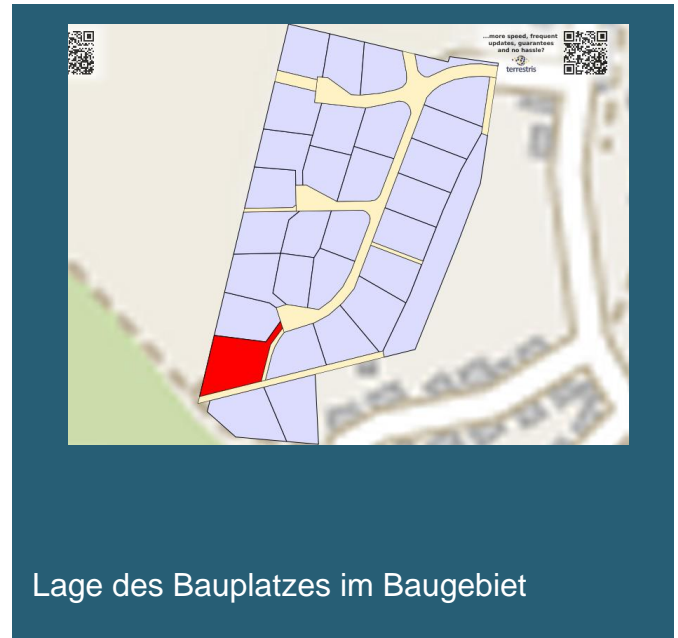 ...more speed, frequent
updates, guarantees
and no hassle?
terrestris
Lage des Bauplatzes im Baugebiet